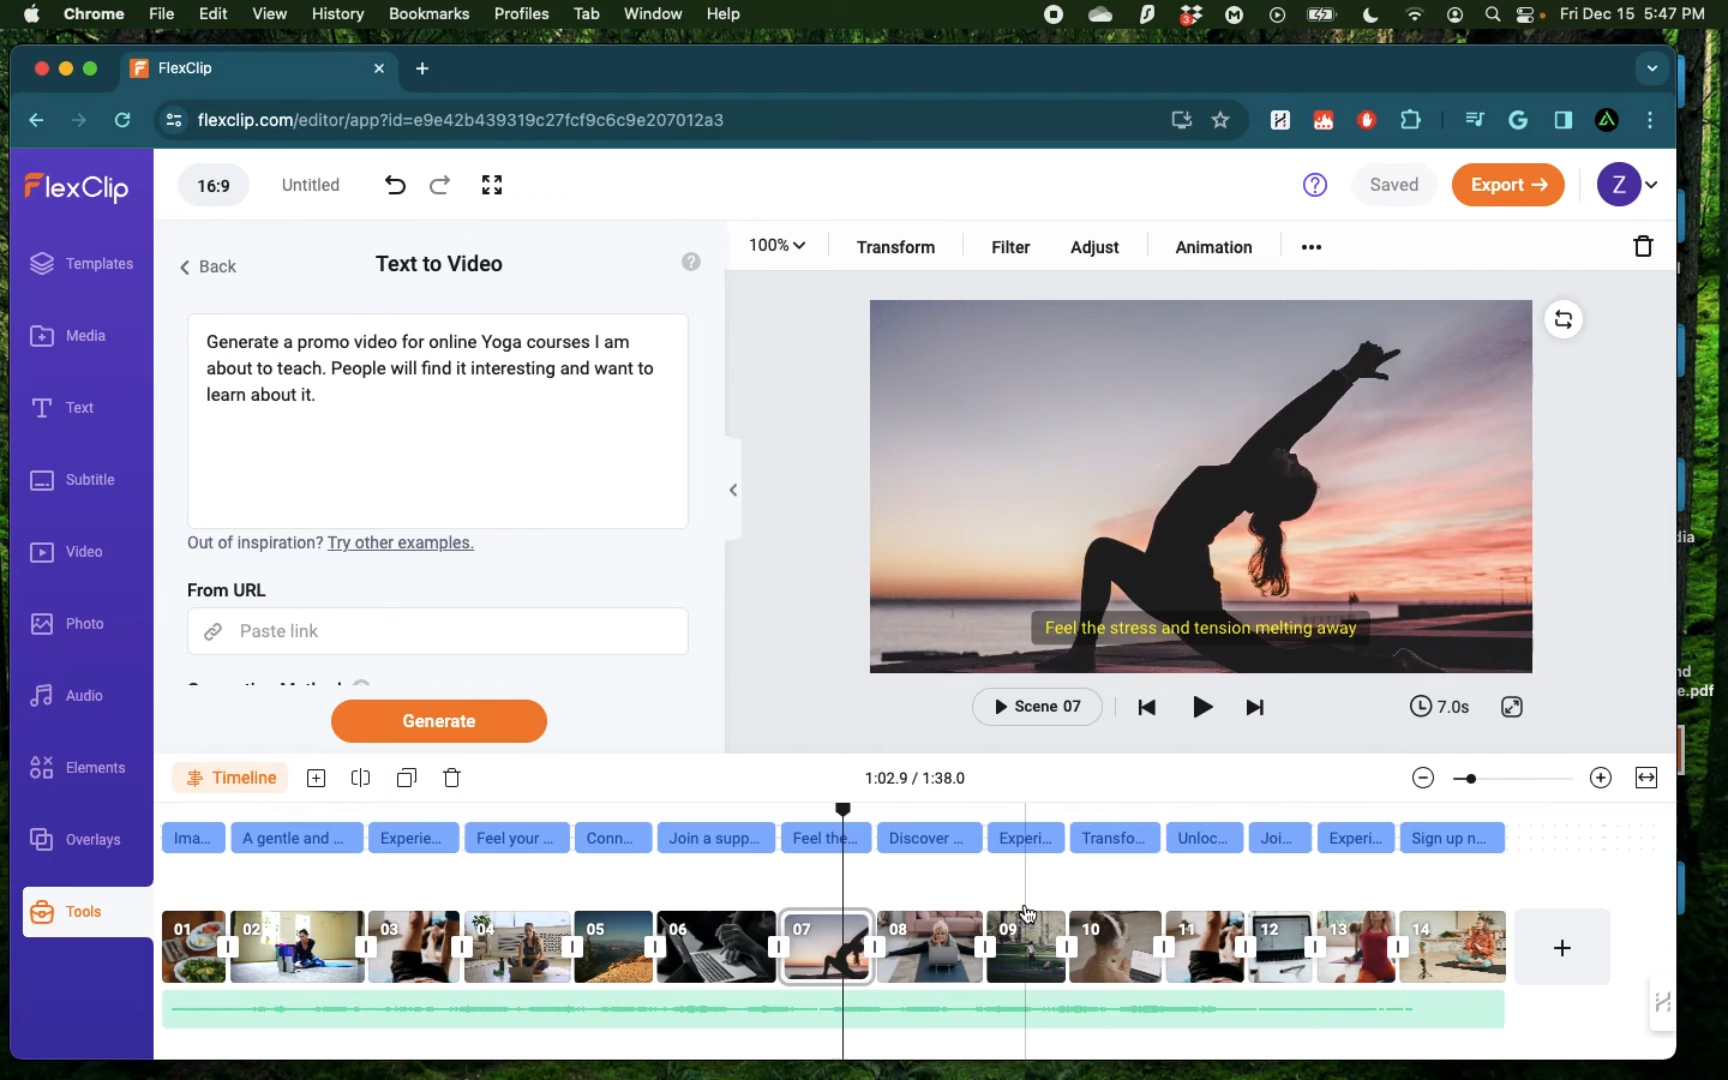 Chrome File Edit View History Bookmarks Profiles Tab Window Help
3
Fri Dec 15 5:47 PM
FlexClip
flexclip.com/editor/app?id=e9e42b439319c27fcf9c6c9e207012a3
FlexClip
16:9
Untitled
Saved
Export
Z
Templates
Media
Text
Subtitle
Video
Photo
Audio
Elements
Overlays
Tools
Back
Text to Video
Generate a promo video for online Yoga courses I am
about to teach. People will find it interesting and want to
learn about it.
Out of inspiration? Try other examples.
From URL
Paste link
Generate
100%
Transform
Filter
Adjust
Animation
Feel the stress and tension melting away
Scene 07
7.0s
Timeline
1:02.9 / 1:38.0
Ima...
A gentle and ...
Experie...
Feel your ...
Conn...
Join a supp...
Feel the...
Discover ...
Experi...
Transfo...
Unloc...
Joi...
Experi...
Sign up n...
01
02
03
04
05
06
07
08
09
10
11
12
13
14
e.pdf